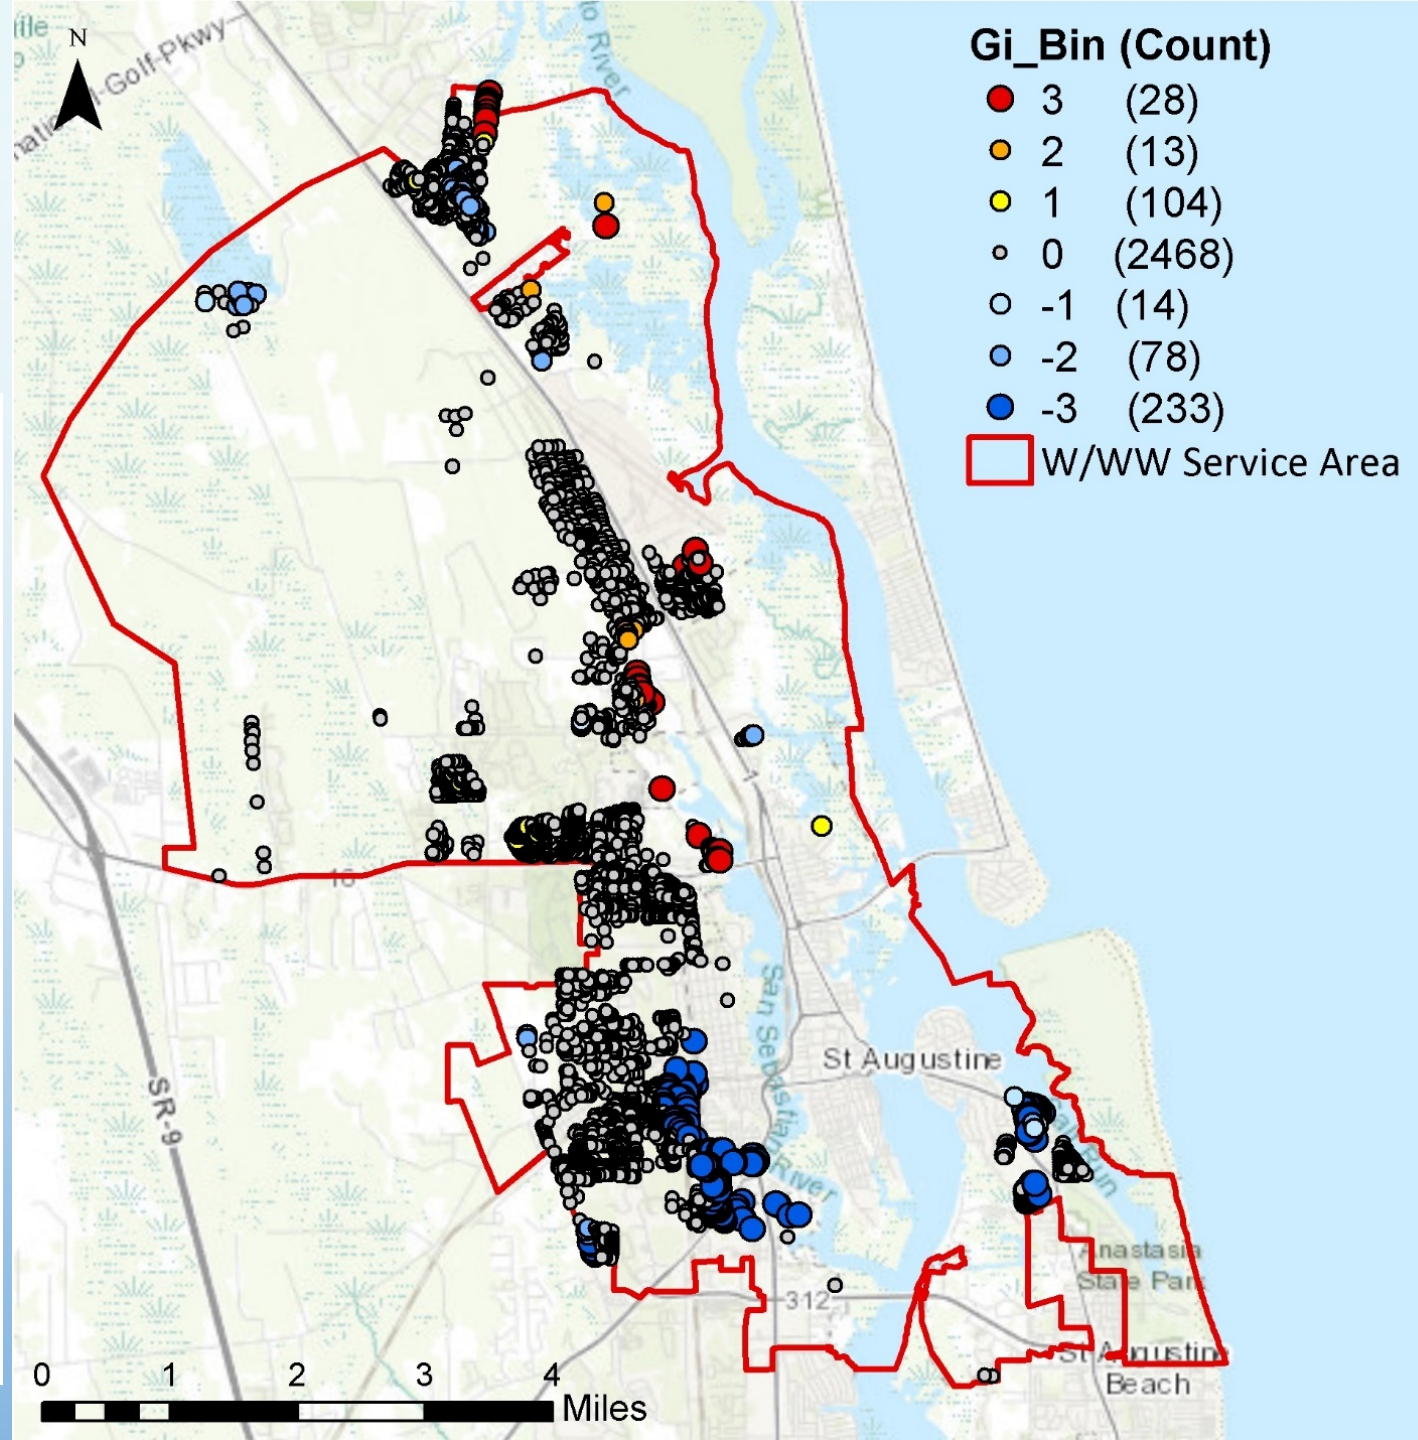 N
Gi_Bin (Count)
3 (28)
2 (13)
1 (104)
0 (2468)
-1 (14)
-2 (78)
-3 (233)
W/WW Service Area
-Golf-Pkwy
River
1
16
San Sebastian River
St Augustine
SR-9
Run
Anastasia
State Park
312
St Augustine
Beach
0 1 2 3 4
Miles